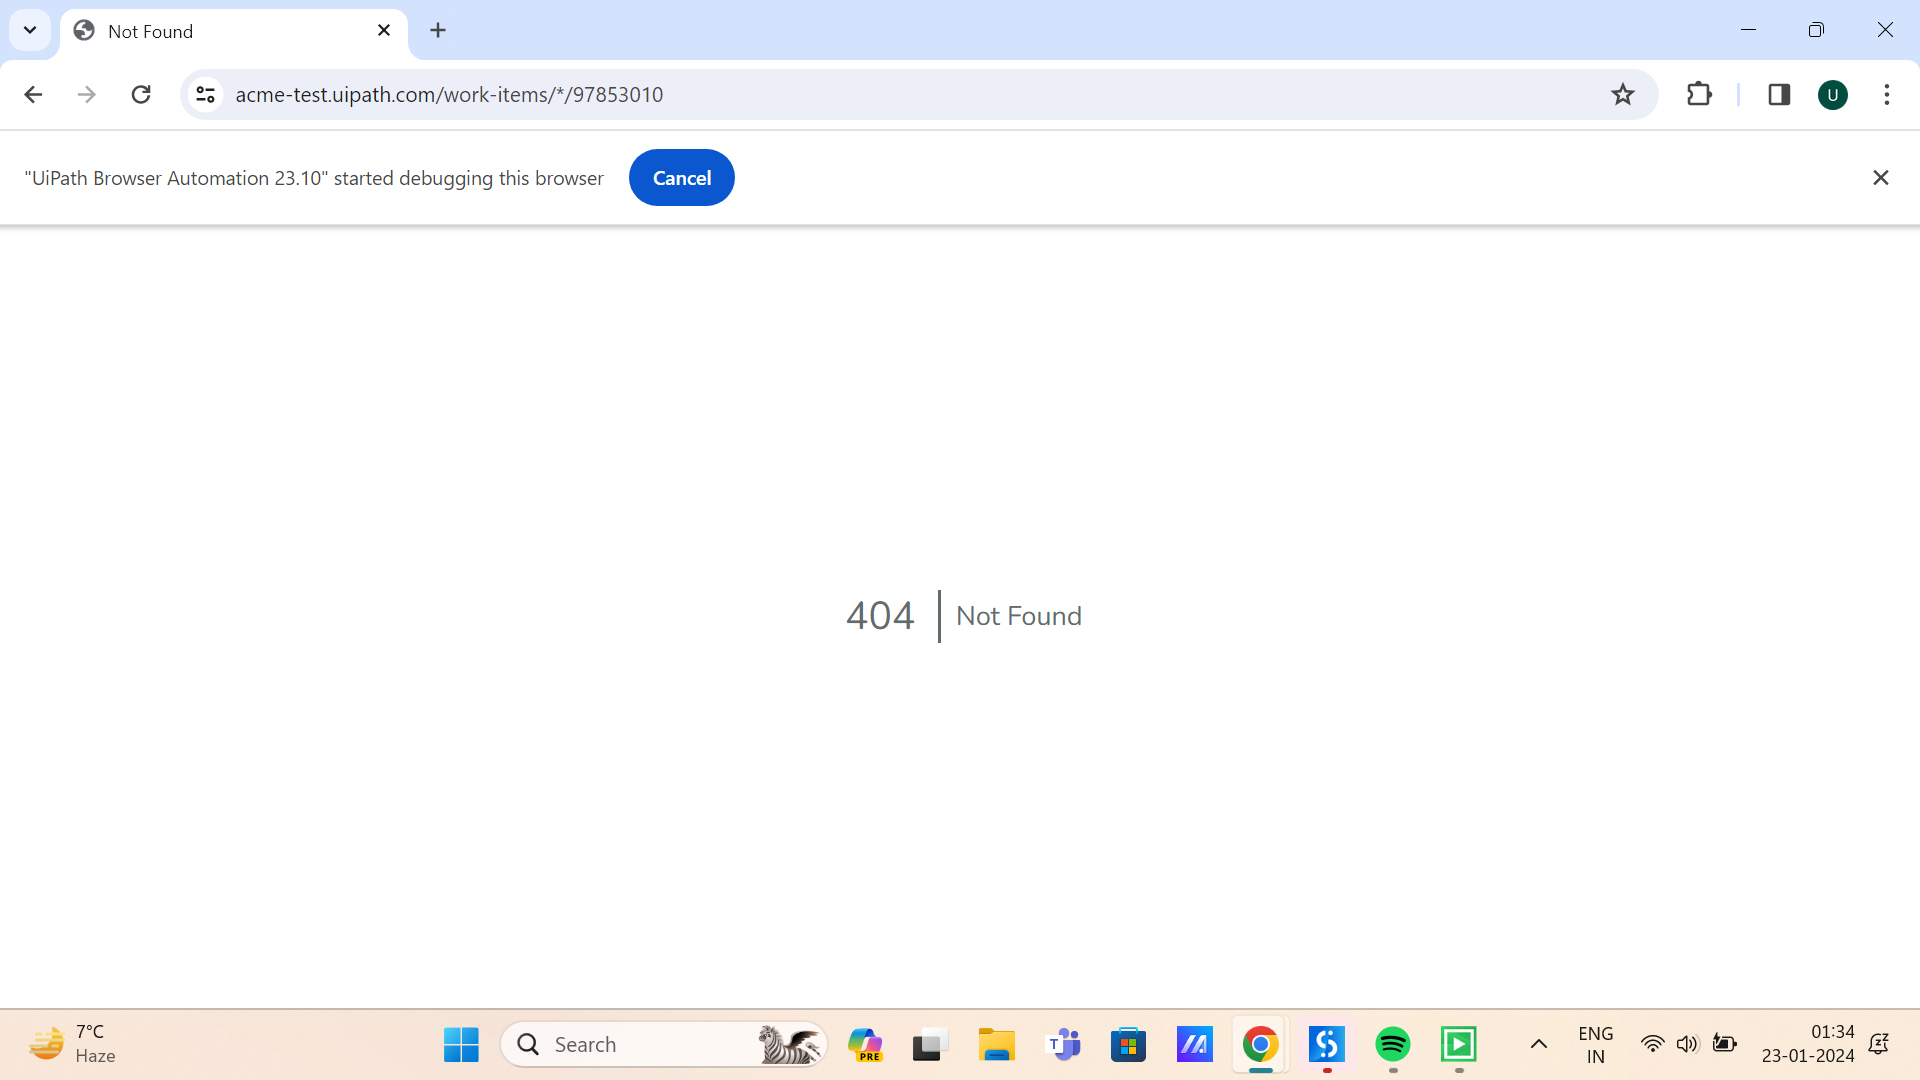 Not Found
acme-test.uipath.com/work-items/*/97853010
U
"UiPath Browser Automation 23.10" started debugging this browser
Cancel
404
Not Found
7°C
Haze
Search
PRE
T
ENG
IN
01:34
23-01-2024